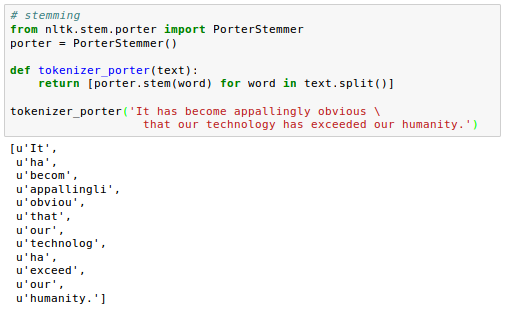 # stemming
from nltk.stem.porter import PorterStemmer
porter = PorterStemmer()
def tokenizer_porter(text):
    return [porter.stem(word) for word in text.split()]
tokenizer_porter('It has become appallingly obvious \
                   that our technology has exceeded our humanity.')
[u'It',
 u'ha',
 u'becom',
 u'appallingli',
 u'obviou',
 u'that',
 u'our',
 u'technolog',
 u'ha',
 u'exceed',
 u'our',
 u'humanity.']